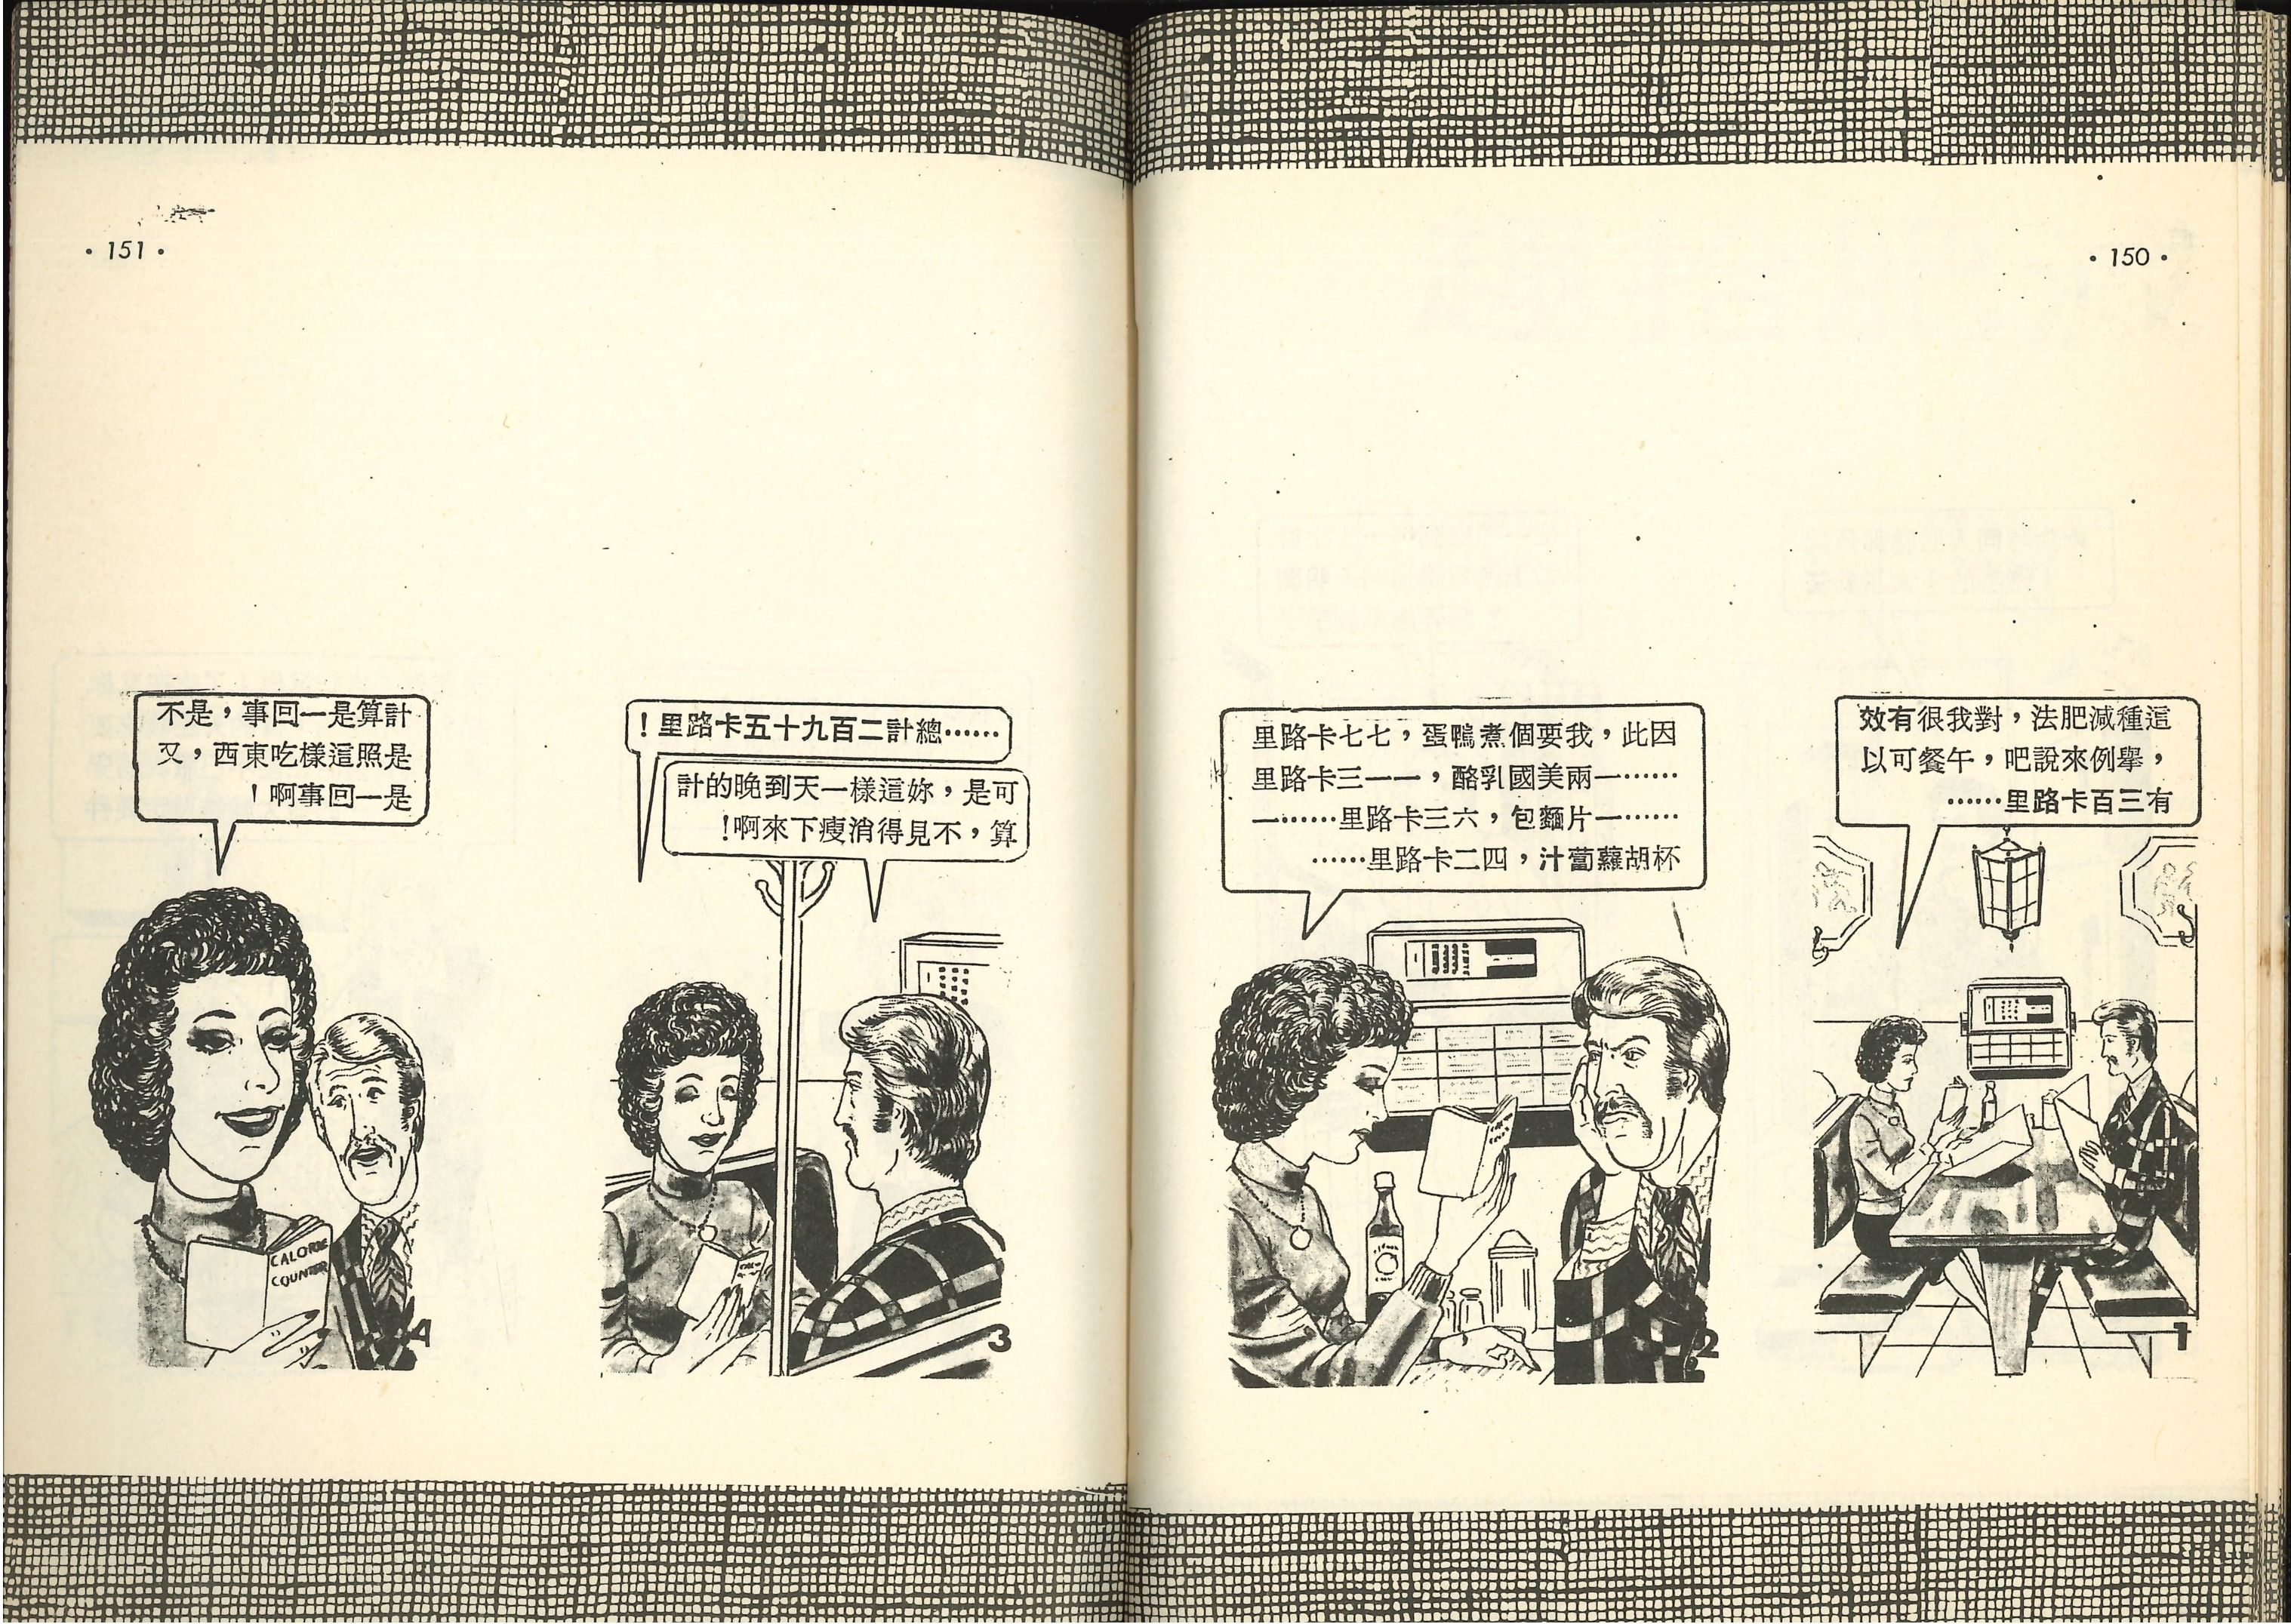 · 150 ·
這種減肥法，對我很有效
，舉例來說吧，午餐可以
有三百卡路里⋯⋯
1
因此，我要個煮鴨蛋，七七卡路里
⋯⋯一兩美國乳酪，一一三卡路里
⋯⋯一片麵包，六三卡路里⋯⋯一
杯胡蘿蔔汁，四二卡路里⋯⋯
2
· 151 ·
⋯⋯總計二百九十五卡路里！
可是，妳這樣一天到晚的計
算，不見得消瘦下來啊！
3
計算是一回事，是不
是照這樣吃東西，又
是一回事啊！
CALORIE
COUNTER
4